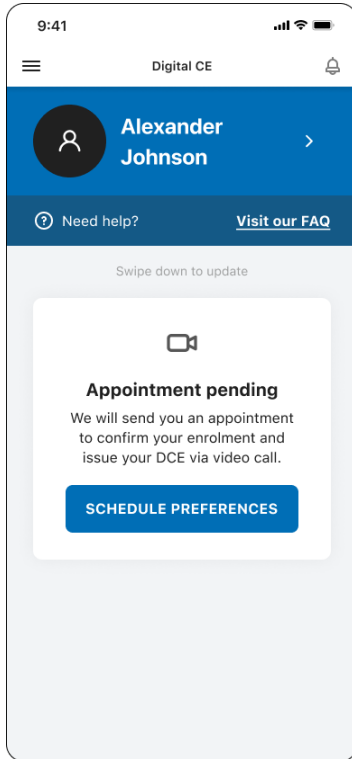 9:41
Digital CE
Alexander
Johnson
Need help?
Visit our FAQ
Swipe down to update
Appointment pending
We will send you an appointment
to confirm your enrolment and
issue your DCE via video call.
SCHEDULE PREFERENCES